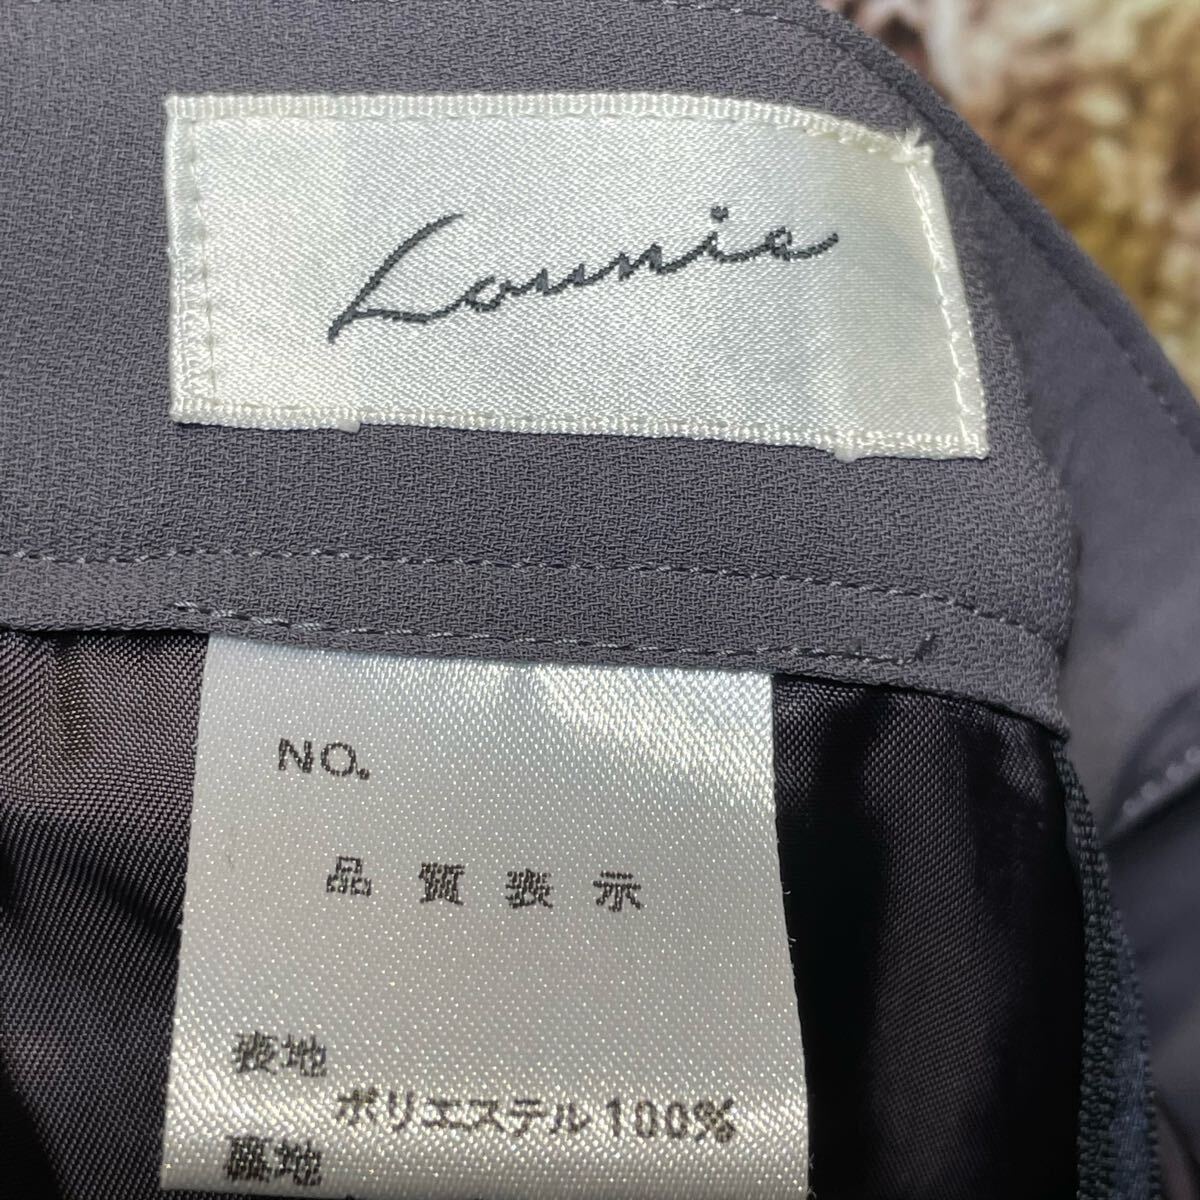 Lounie
NO.
品質表示
表地
ポリエステル100%
裏地